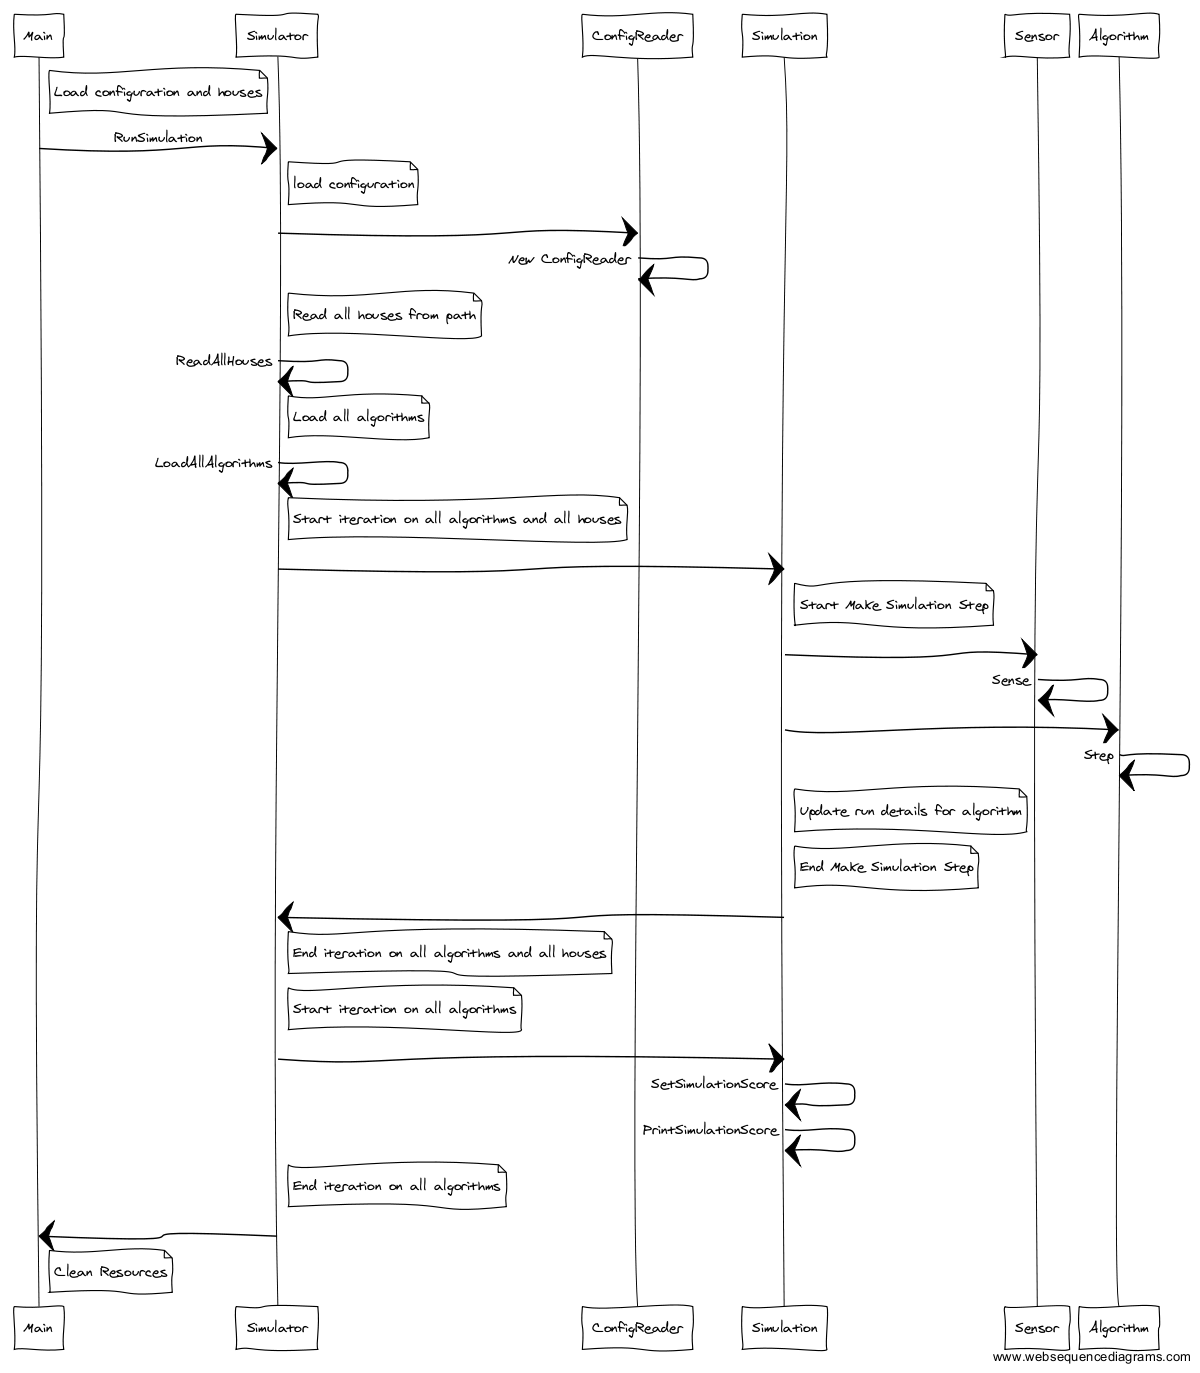 Main Simulator ConfigReader Simulation Sensor Algorithm
Load configuration and houses
RunSimulation
load configuration
New ConfigReader
Read all houses from path
ReadAllHouses
Load all algorithms
LoadAllAlgorithms
Start iteration on all algorithms and all houses
Start Make Simulation Step
Sense
Step
Update run details for algorithm
End Make Simulation Step
End iteration on all algorithms and all houses
Start iteration on all algorithms
SetSimulationScore
PrintSimulationScore
End iteration on all algorithms
Clean Resources
Main Simulator ConfigReader Simulation Sensor Algorithm
www.websequencediagrams.com